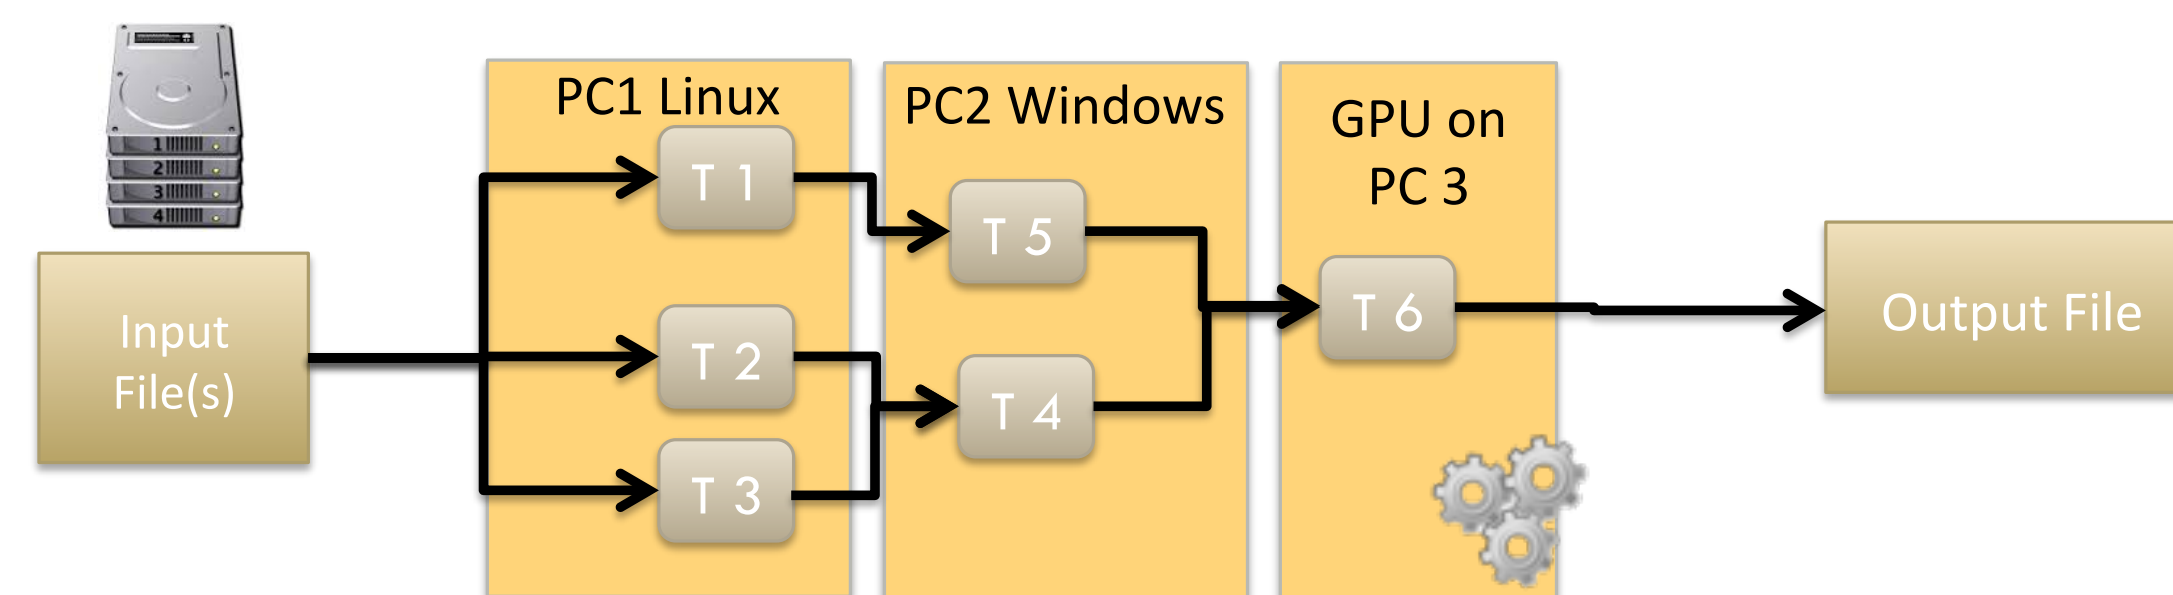 1
2
3
4
Input
File(s)
PC1 Linux
T 1
T 2
T 3
PC2 Windows
T 5
T 4
GPU on
PC 3
T 6
Output File